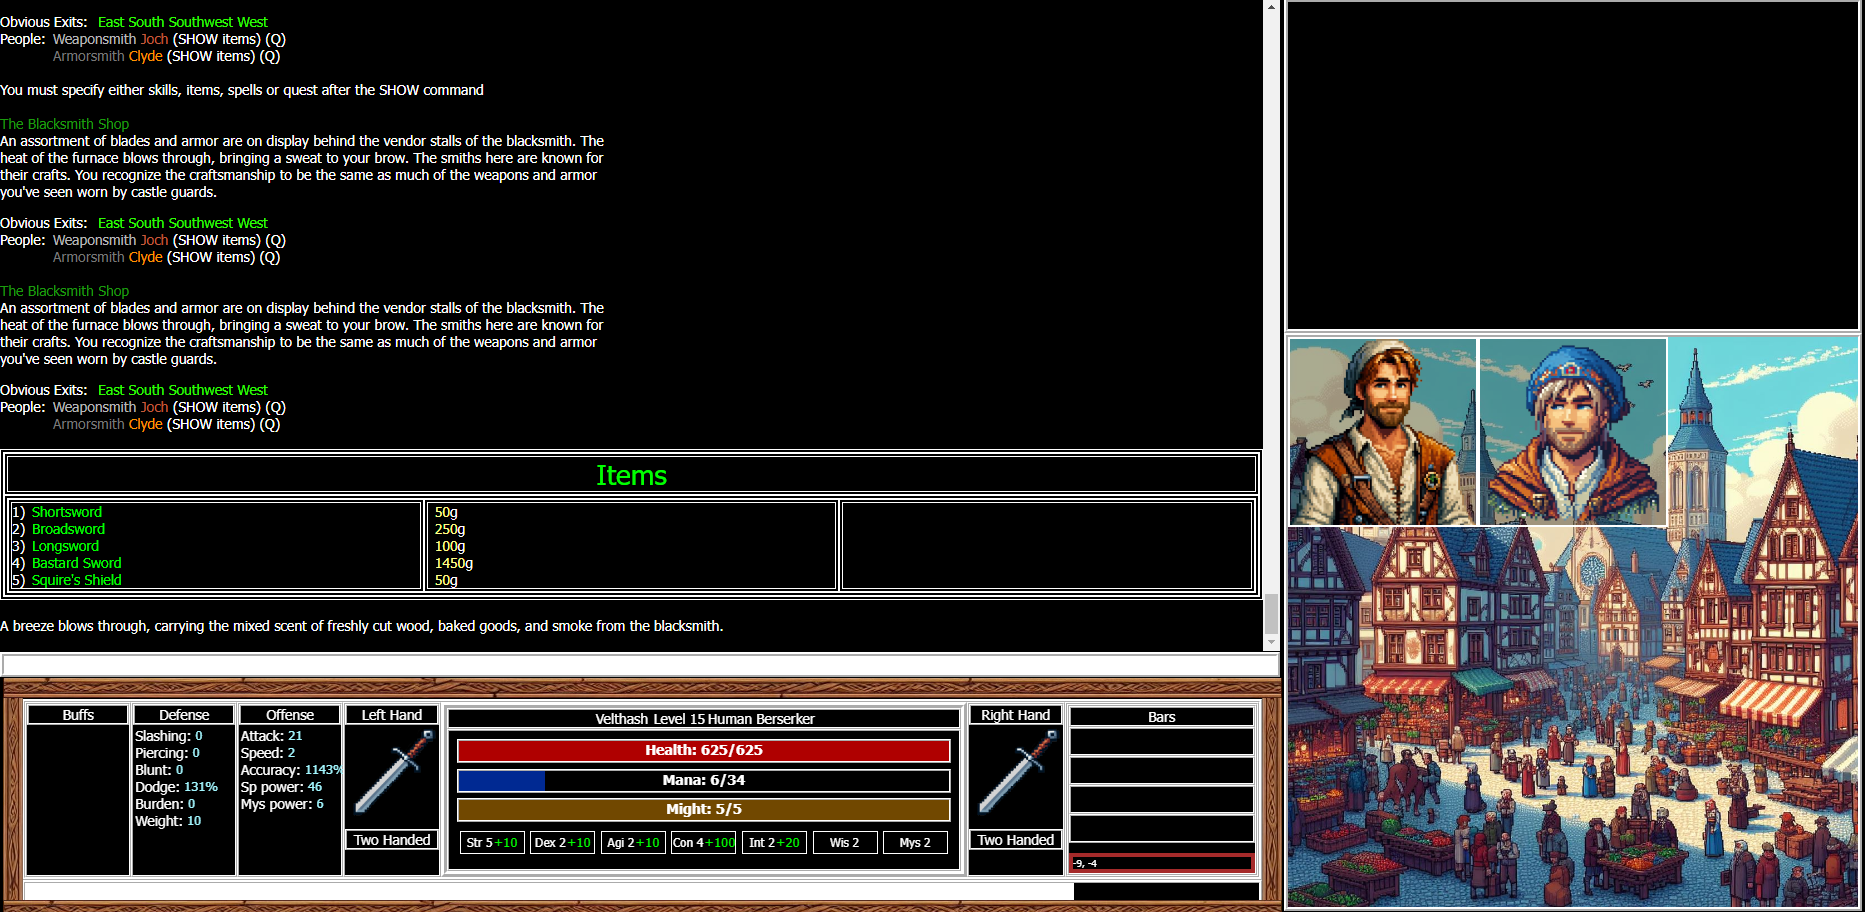 Obvious Exits: East South Southwest West
People: Weaponsmith Joch (SHOW items) (Q)
Armorsmith Clyde (SHOW items) (Q)
You must specify either skills, items, spells or quest after the SHOW command
The Blacksmith Shop
An assortment of blades and armor are on display behind the vendor stalls of the blacksmith. The
heat of the furnace blows through, bringing a sweat to your brow. The smiths here are known for
their crafts. You recognize the craftsmanship to be the same as much of the weapons and armor
you've seen worn by castle guards.
Obvious Exits: East South Southwest West
People: Weaponsmith Joch (SHOW items) (Q)
Armorsmith Clyde (SHOW items) (Q)
The Blacksmith Shop
An assortment of blades and armor are on display behind the vendor stalls of the blacksmith. The
heat of the furnace blows through, bringing a sweat to your brow. The smiths here are known for
their crafts. You recognize the craftsmanship to be the same as much of the weapons and armor
you've seen worn by castle guards.
Obvious Exits: East South Southwest West
People: Weaponsmith Joch (SHOW items) (Q)
Armorsmith Clyde (SHOW items) (Q)
Items
1) Shortsword 50g
2) Broadsword 250g
3) Longsword 100g
4) Bastard Sword 1450g
5) Squire's Shield 50g
A breeze blows through, carrying the mixed scent of freshly cut wood, baked goods, and smoke from the blacksmith.
Buffs
Defense
Slashing: 0
Piercing: 0
Blunt: 0
Dodge: 131%
Burden: 0
Weight: 10
Offense
Attack: 21
Speed: 2
Accuracy: 1143%
Sp power: 46
Mys power: 6
Left Hand
Two Handed
Velthash Level 15 Human Berserker
Health: 625/625
Mana: 6/34
Might: 5/5
Str 5+10 Dex 2+10 Agi 2+10 Con 4+100 Int 2+20 Wis 2 Mys 2
Right Hand
Two Handed
Bars
-9, -4